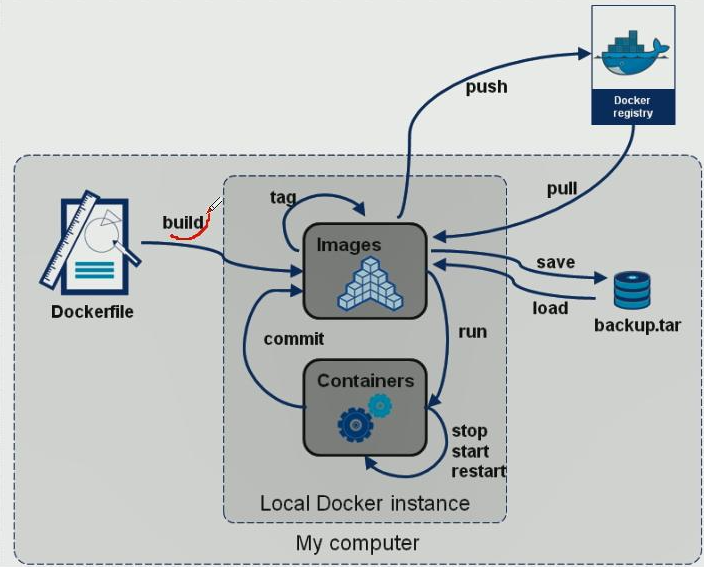 Docker
registry
push
pull
tag
build
Images
save
Dockerfile
load
backup.tar
commit
run
Containers
stop
start
restart
Local Docker instance
My computer